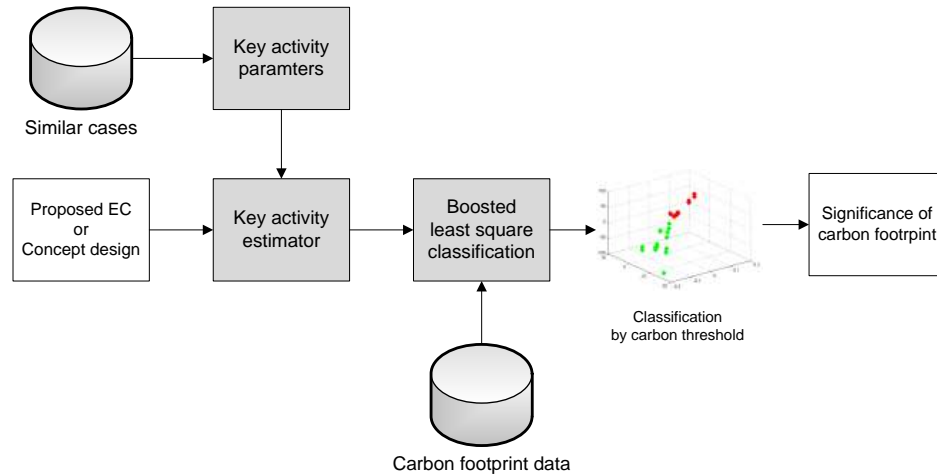 Key activity
paramters
Similar cases
Proposed EC
or
Concept design
Key activity
estimator
Boosted
least square
classification
Significance of
carbon footrpint
Classification
by carbon threshold
Carbon footprint data